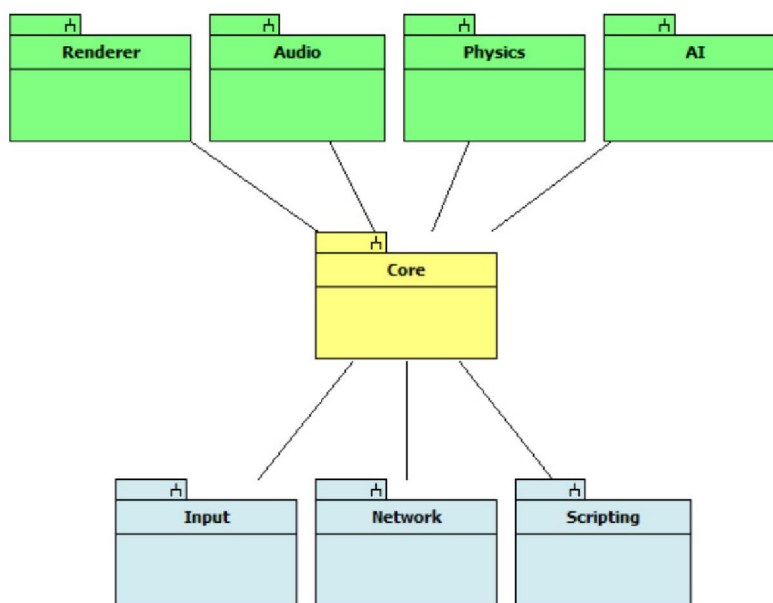 Renderer
Audio
Physics
AI
Core
Input
Network
Scripting